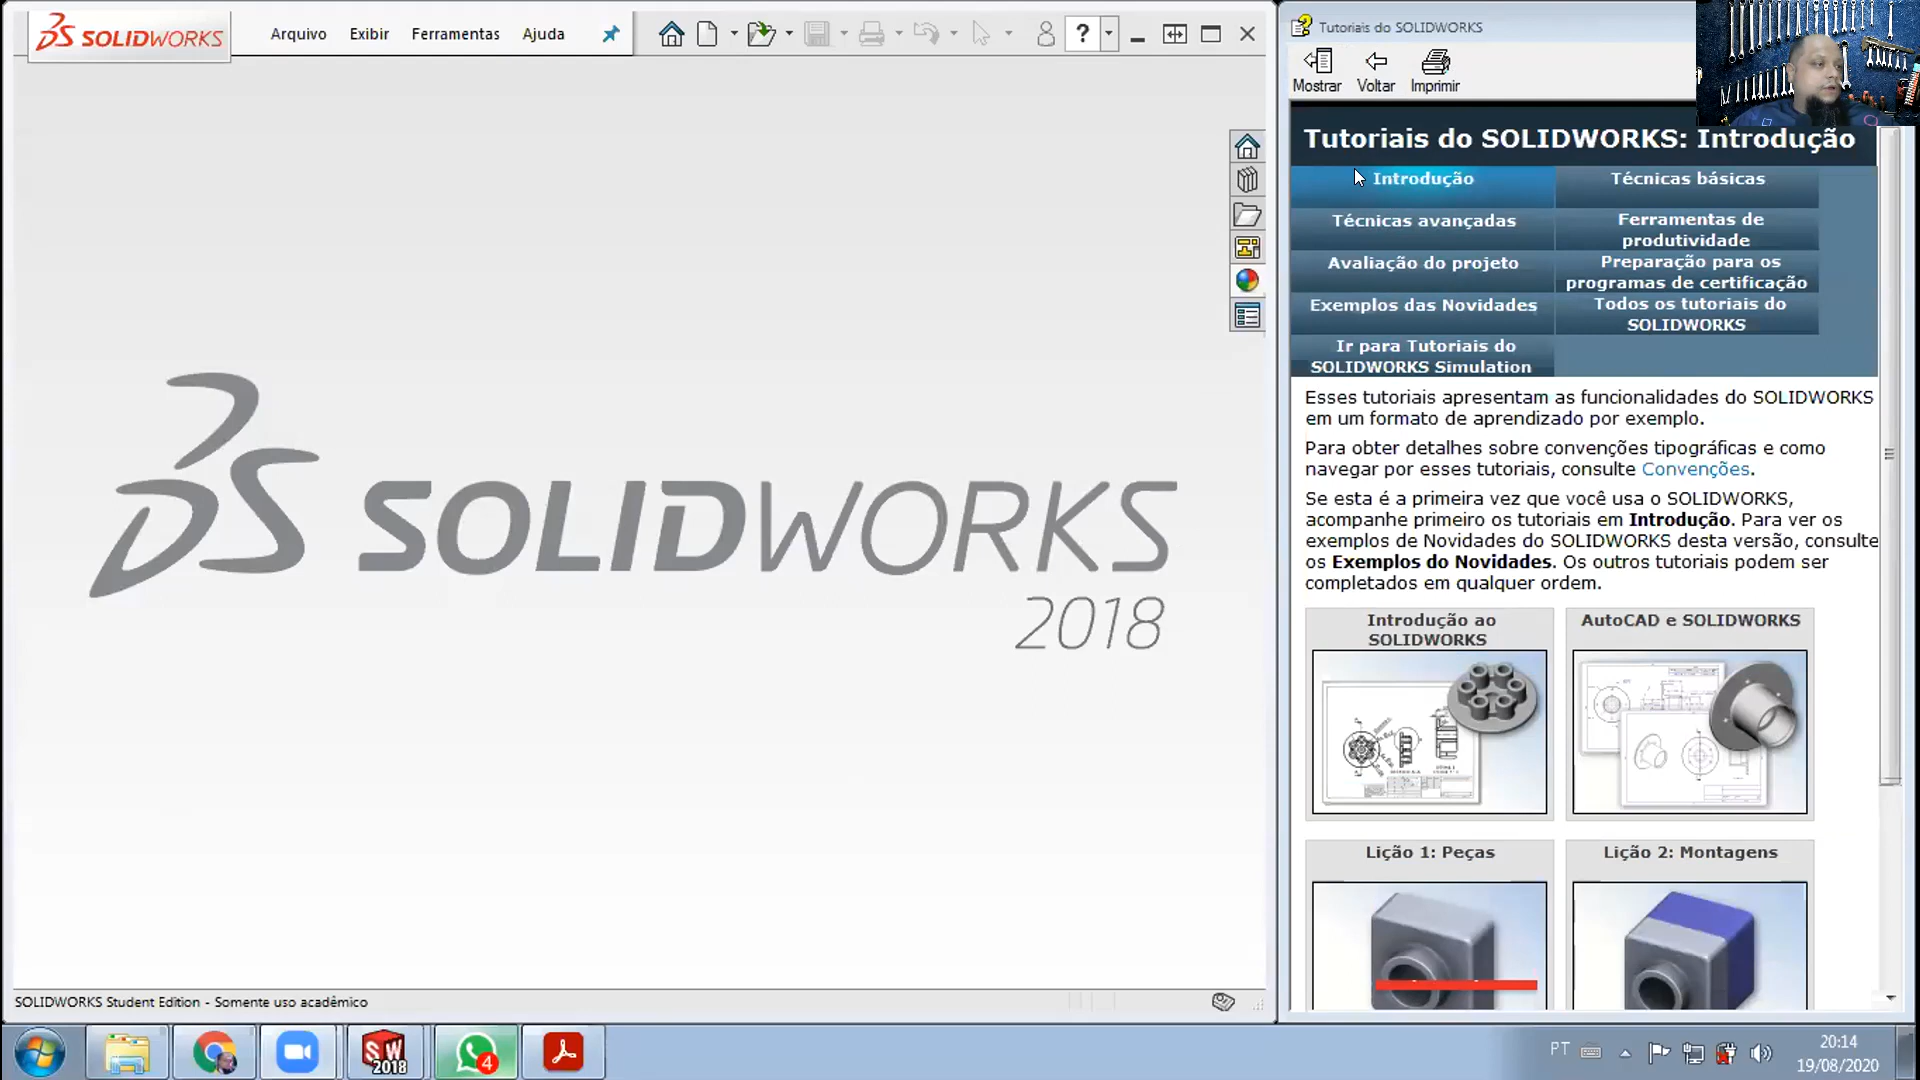 SOLIDWORKS
Arquivo Exibir Ferramentas Ajuda
?
Tutoriais do SOLIDWORKS
Mostrar Voltar Imprimir
Tutoriais do SOLIDWORKS: Introdução
Introdução
Técnicas básicas
Técnicas avançadas
Ferramentas de
produtividade
Avaliação do projeto
Preparação para os
programas de certificação
Exemplos das Novidades
Todos os tutoriais do
SOLIDWORKS
Ir para Tutoriais do
SOLIDWORKS Simulation
Esses tutoriais apresentam as funcionalidades do SOLIDWORKS
em um formato de aprendizado por exemplo.
Para obter detalhes sobre convenções tipográficas e como
navegar por esses tutoriais, consulte Convenções.
Se esta é a primeira vez que você usa o SOLIDWORKS,
acompanhe primeiro os tutoriais em Introdução. Para ver os
exemplos de Novidades do SOLIDWORKS desta versão, consulte
os Exemplos do Novidades. Os outros tutoriais podem ser
completados em qualquer ordem.
Introdução ao
SOLIDWORKS
AutoCAD e SOLIDWORKS
Lição 1: Peças
Lição 2: Montagens
SOLIDWORKS
2018
SOLIDWORKS Student Edition - Somente uso acadêmico
SW
2018
4
PT
20:14
19/08/2020